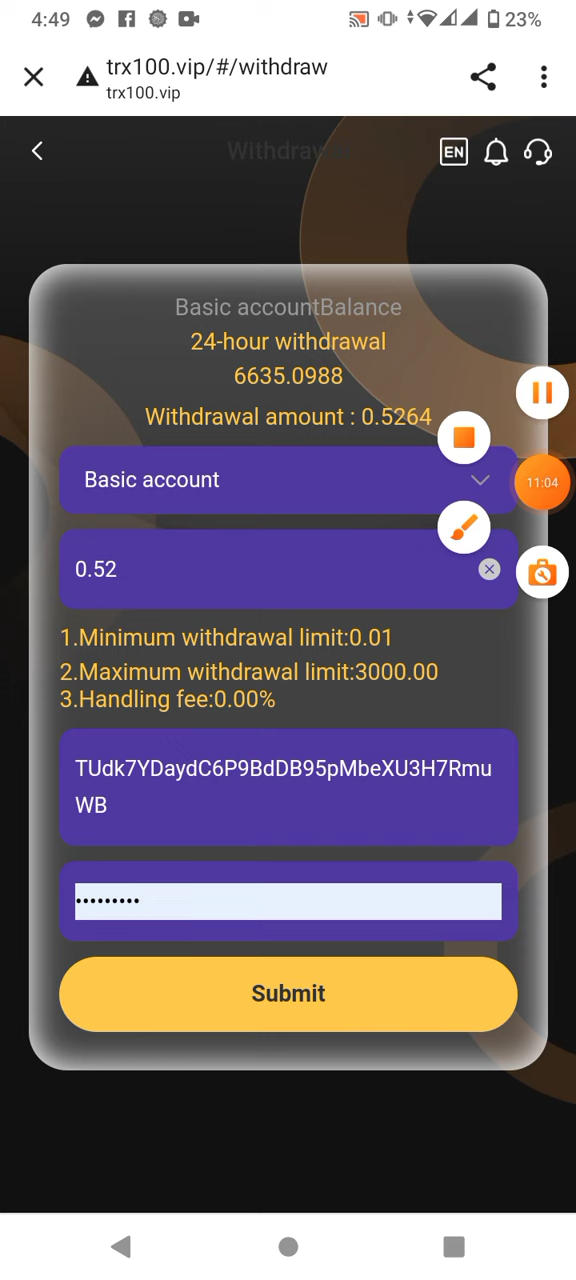 4:49
23%
trx100.vip/#/withdraw
trx100.vip
Withdrawal
EN
Basic accountBalance
24-hour withdrawal
6635.0988
Withdrawal amount : 0.5264
Basic account
11:04
0.52
1.Minimum withdrawal limit:0.01
2.Maximum withdrawal limit:3000.00
3.Handling fee:0.00%
TUdk7YDaydC6P9BdDB95pMbeXU3H7Rmu
WB
•••••••••
Submit